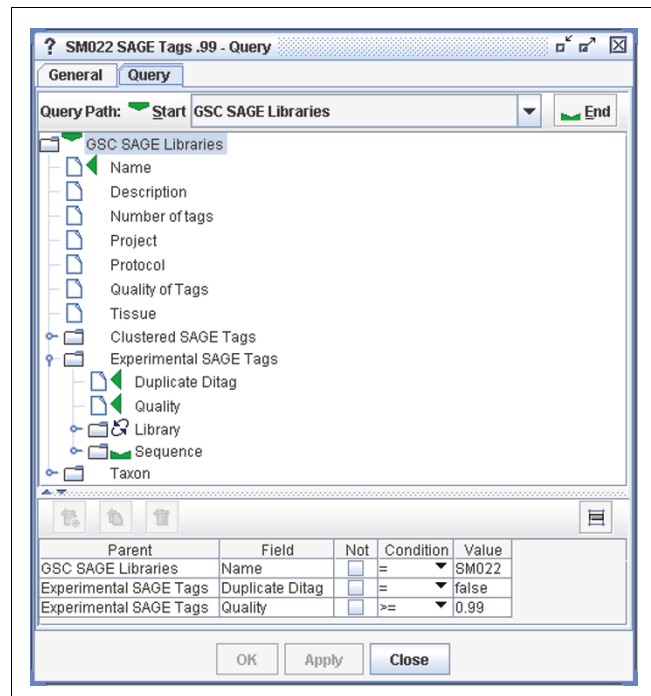 ? SM022 SAGE Tags .99 - Query
General Query
Query Path: Start GSC SAGE Libraries End
GSC SAGE Libraries
Name
Description
Number of tags
Project
Protocol
Quality of Tags
Tissue
Clustered SAGE Tags
Experimental SAGE Tags
Duplicate Ditag
Quality
Library
Sequence
Taxon
Parent Field Not Condition Value
GSC SAGE Libraries Name = SM022
Experimental SAGE Tags Duplicate Ditag = false
Experimental SAGE Tags Quality >= 0.99
OK Apply Close